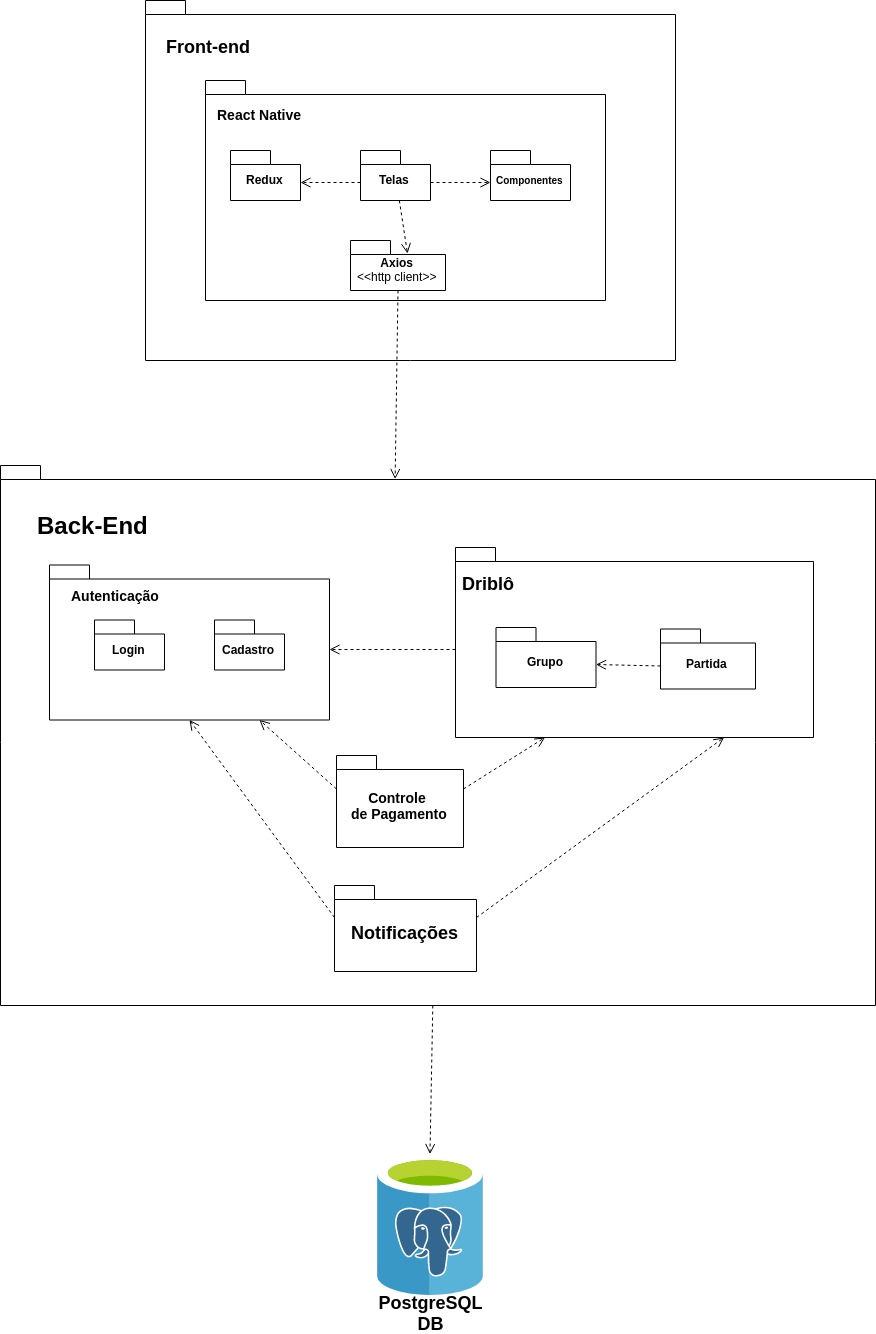 Front-end
React Native
Redux
Telas
Componentes
Axios
<<http client>>
Back-End
Autenticação
Login
Cadastro
Driblô
Grupo
Partida
Controle
de Pagamento
Notificações
PostgreSQL
DB